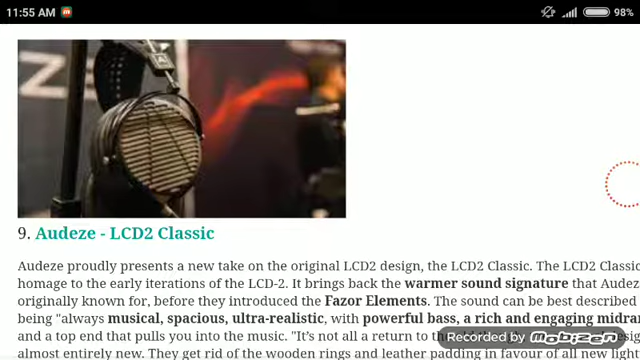 11:55 AM
98%
9. Audeze - LCD2 Classic
Audeze proudly presents a new take on the original LCD2 design, the LCD2 Classic. The LCD2 Classic
homage to the early iterations of the LCD-2. It brings back the warmer sound signature that Audez
originally known for, before they introduced the Fazor Elements. The sound can be best described
being "always musical, spacious, ultra-realistic, with powerful bass, a rich and engaging midran
and a top end that pulls you into the music. "It's not all a return to
almost entirely new. They get rid of the wooden rings and leather padding in favour of all new ligh
Recorded by mobizen